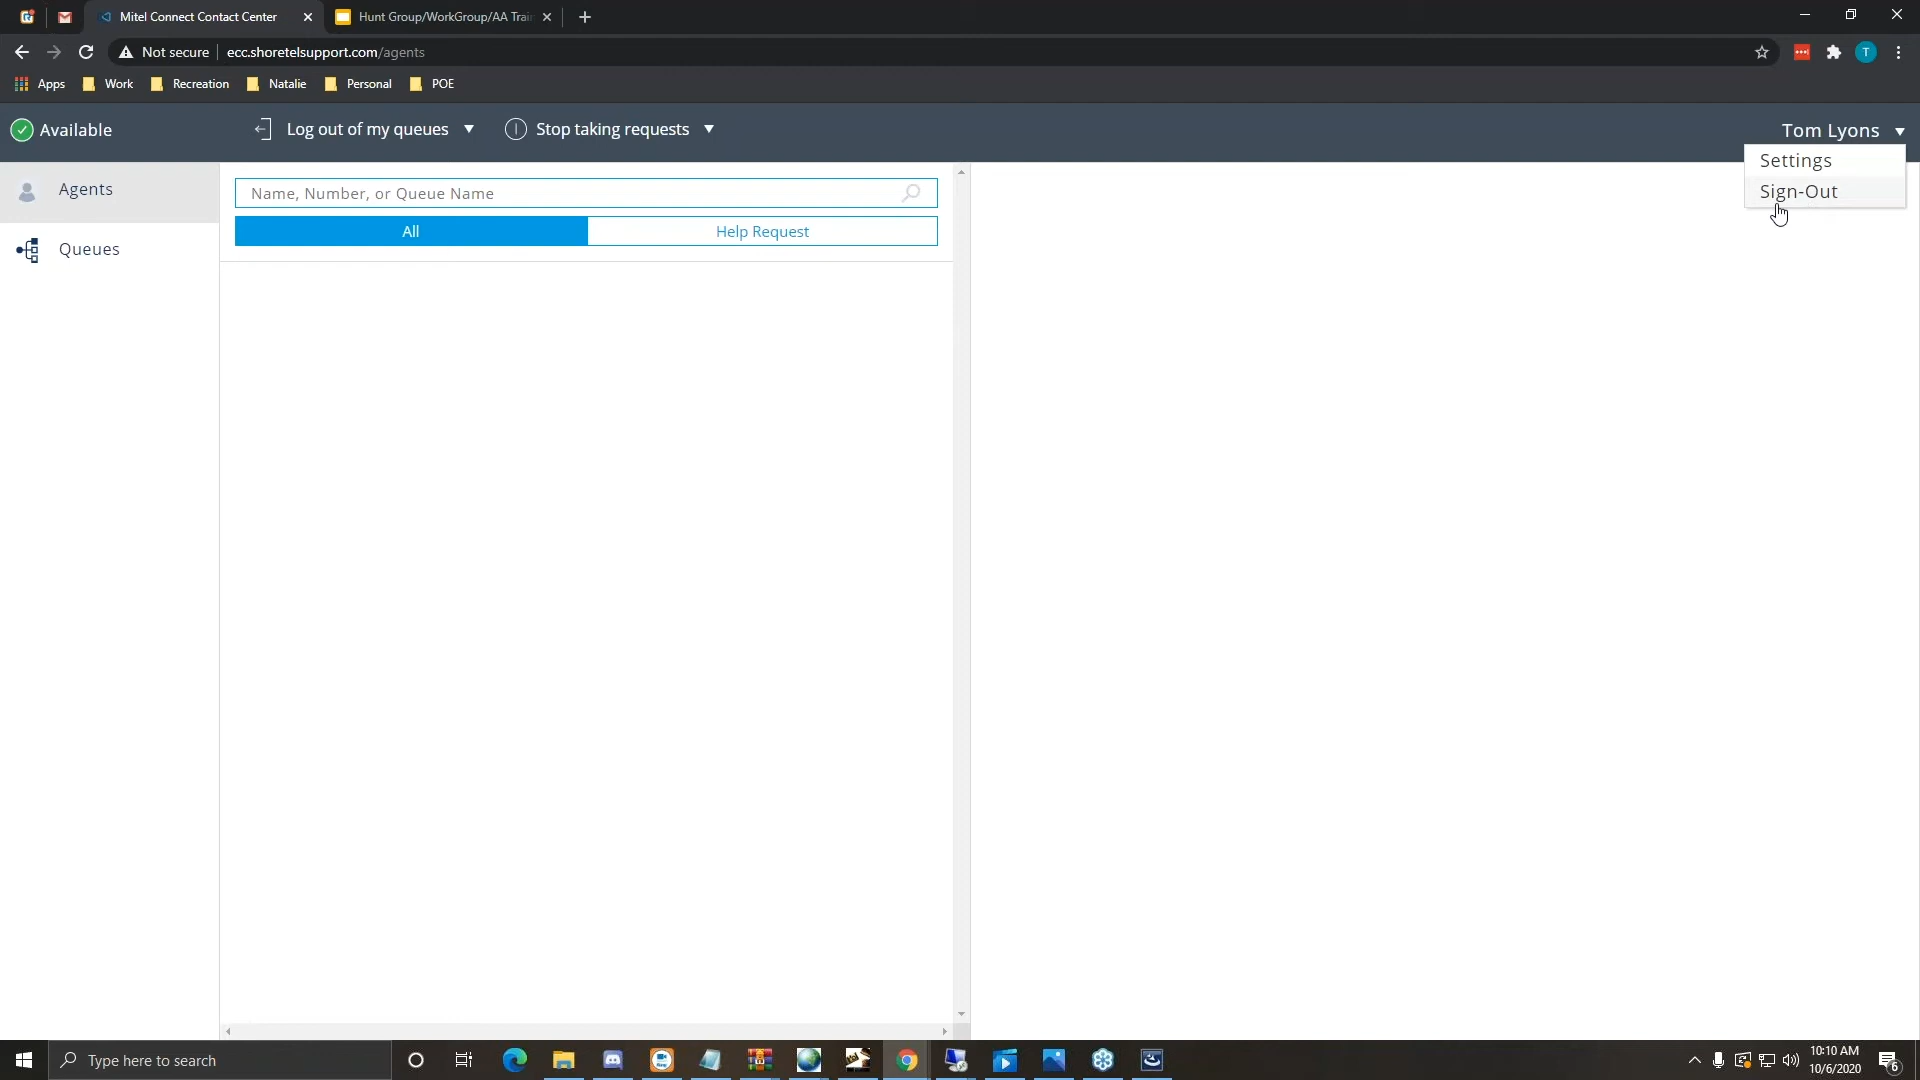 Mitel Connect Contact Center
Hunt Group/WorkGroup/AA Trai
Not secure
ecc.shoretelsupport.com/agents
T
Apps
Work
Recreation
Natalie
Personal
POE
Available
Log out of my queues
Stop taking requests
Tom Lyons
Settings
Sign-Out
Agents
Queues
Name, Number, or Queue Name
All
Help Request
Type here to search
10:10 AM
10/6/2020
6